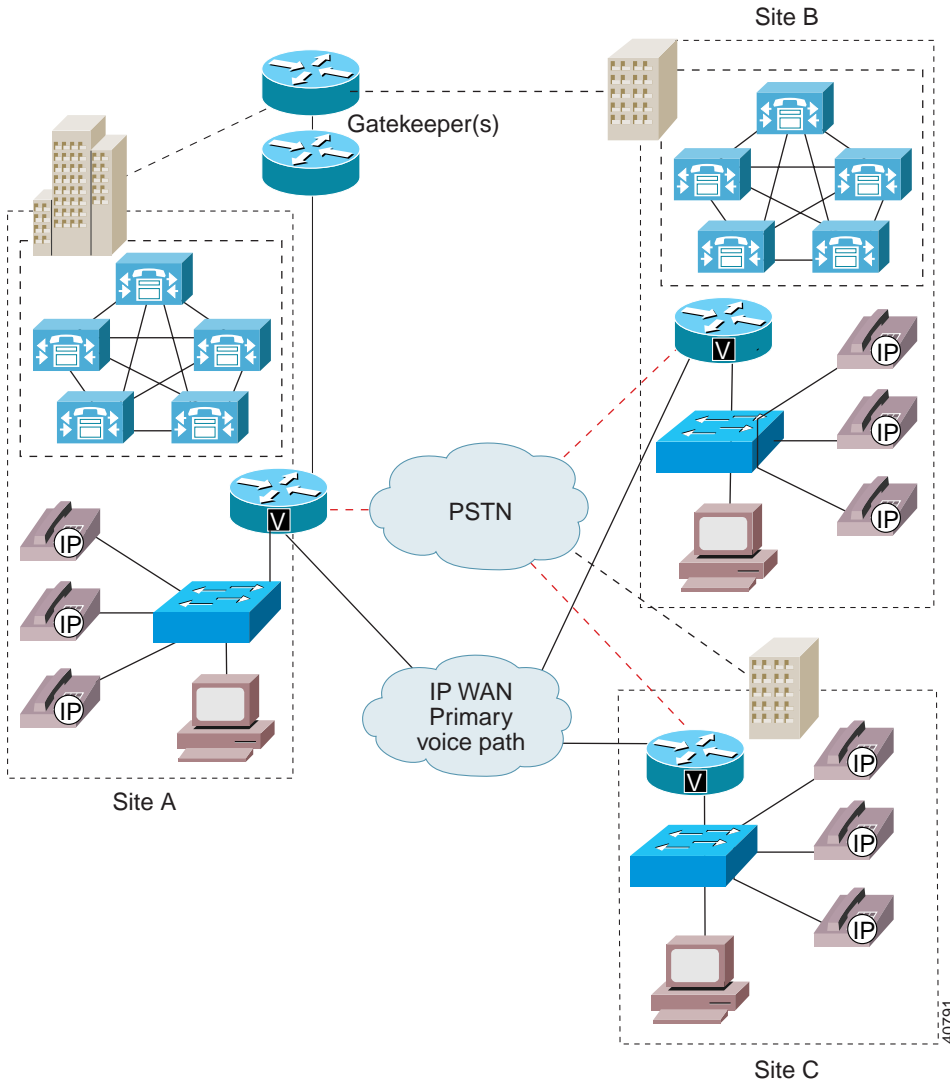 Site B
Gatekeeper(s)
V
IP
IP
IP
V
PSTN
IP
IP
IP
IP WAN
Primary
voice path
Site A
V
IP
IP
IP
Site C
40791